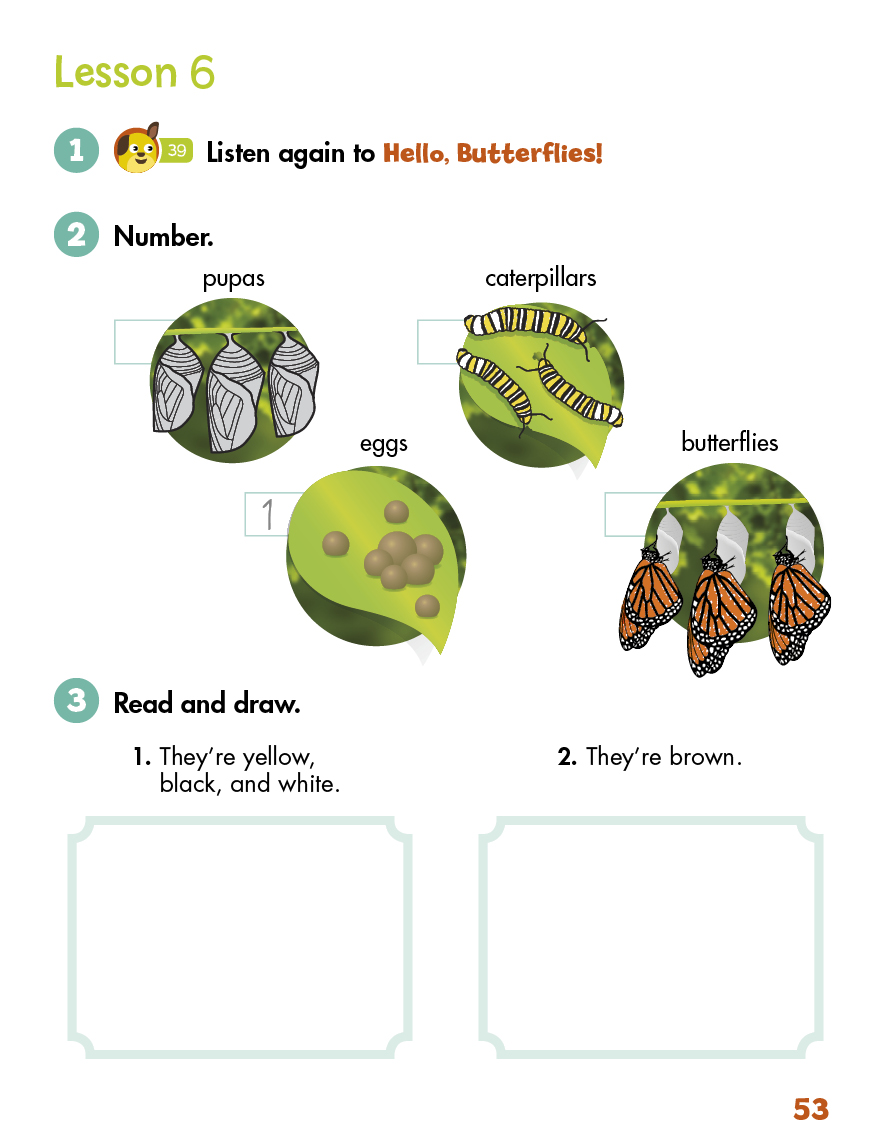 Lesson 6
1 39 Listen again to Hello, Butterflies!
2 Number.
pupas
caterpillars
eggs
butterflies
1
3 Read and draw.
1. They're yellow,
black, and white.
2. They're brown.
53